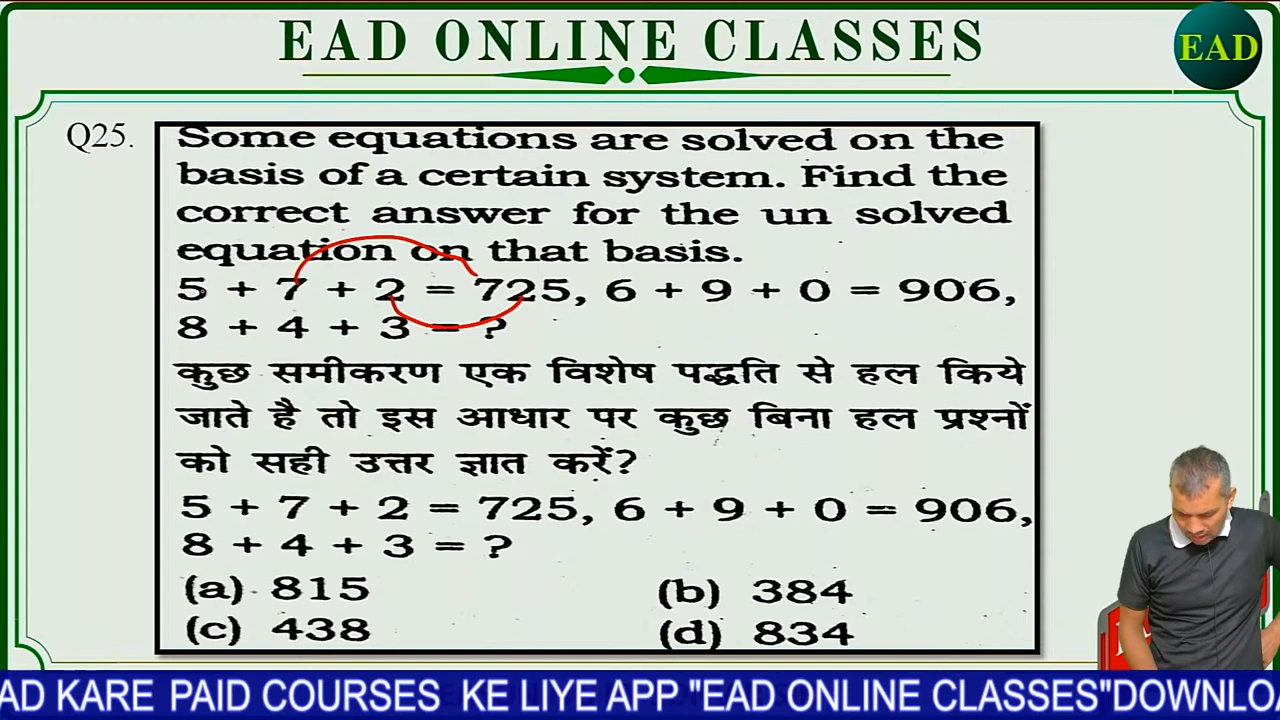 EAD ONLINE CLASSES
EAD
Q25.
Some equations are solved on the
basis of a certain system. Find the
correct answer for the un solved
equation on that basis.
5 + 7 + 2 = 725, 6 + 9 + 0 = 906,
8 + 4 + 3 = ?
कुछ समीकरण एक विशेष पद्धति से हल किये
जाते है तो इस आधार पर कुछ बिना हल प्रश्नों
को सही उत्तर ज्ञात करें?
5 + 7 + 2 = 725, 6 + 9 + 0 = 906,
8 + 4 + 3 = ?
(a) 815 (b) 384
(c) 438 (d) 834
AD KARE PAID COURSES KE LIYE APP "EAD ONLINE CLASSES"DOWNLO